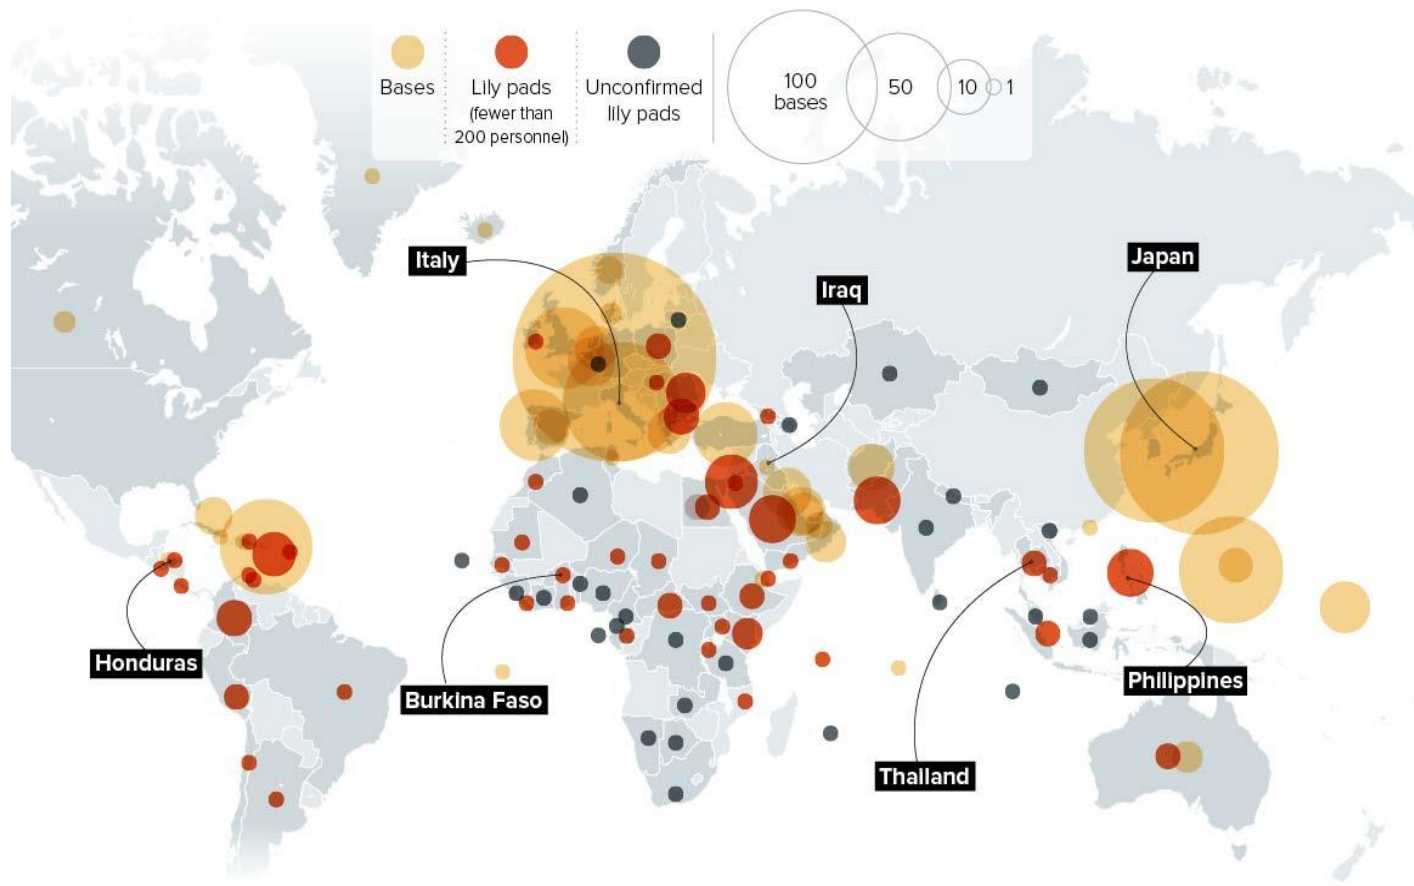 Bases
Lily pads
(fewer than
200 personnel)
Unconfirmed
lily pads
100
bases
50
10
1
Italy
Iraq
Japan
Honduras
Burkina Faso
Thailand
Philippines